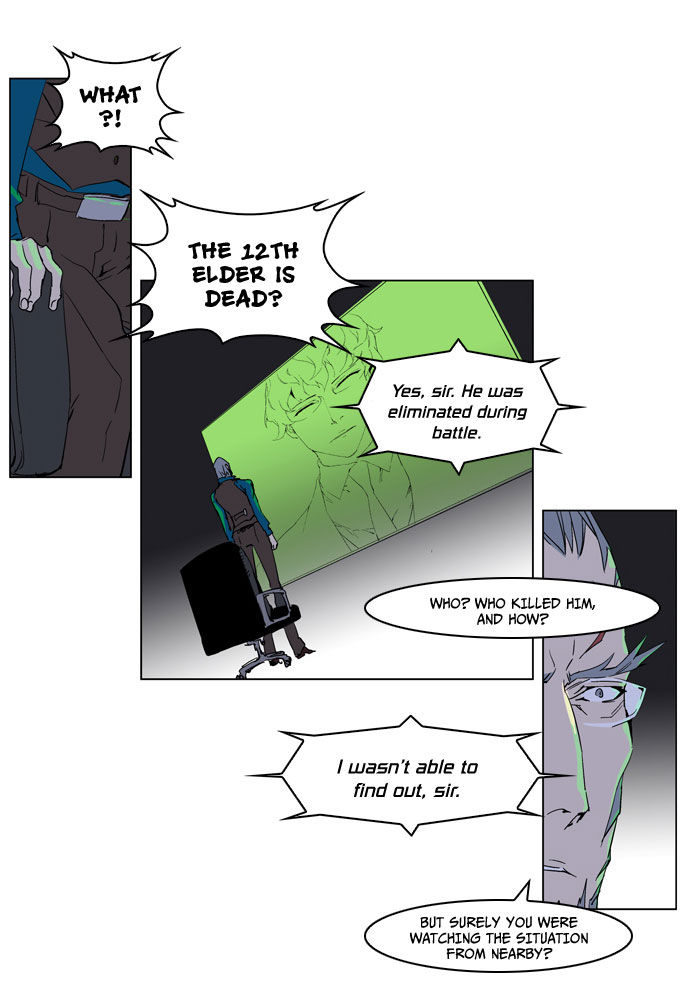 WHAT
?!
THE 12TH
ELDER IS
DEAD?
Yes, sir. He was
eliminated during
battle.
WHO? WHO KILLED HIM,
AND HOW?
I wasn't able to
find out, sir.
BUT SURELY YOU WERE
WATCHING THE SITUATION
FROM NEARBY?